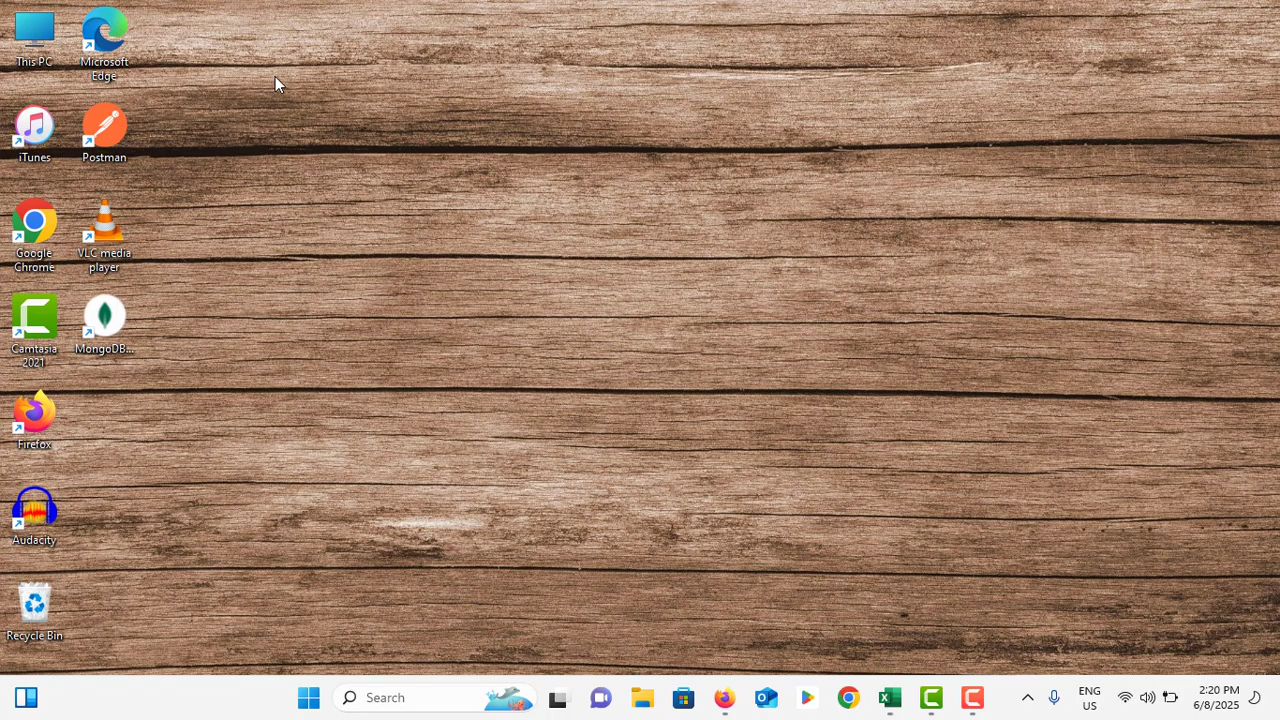 This PC
Microsoft
Edge
iTunes
Postman
Google
Chrome
VLC media
player
Camtasia
2021
MongoDB...
Firefox
Audacity
Recycle Bin
Search
ENG
US
2:20 PM
6/8/2025